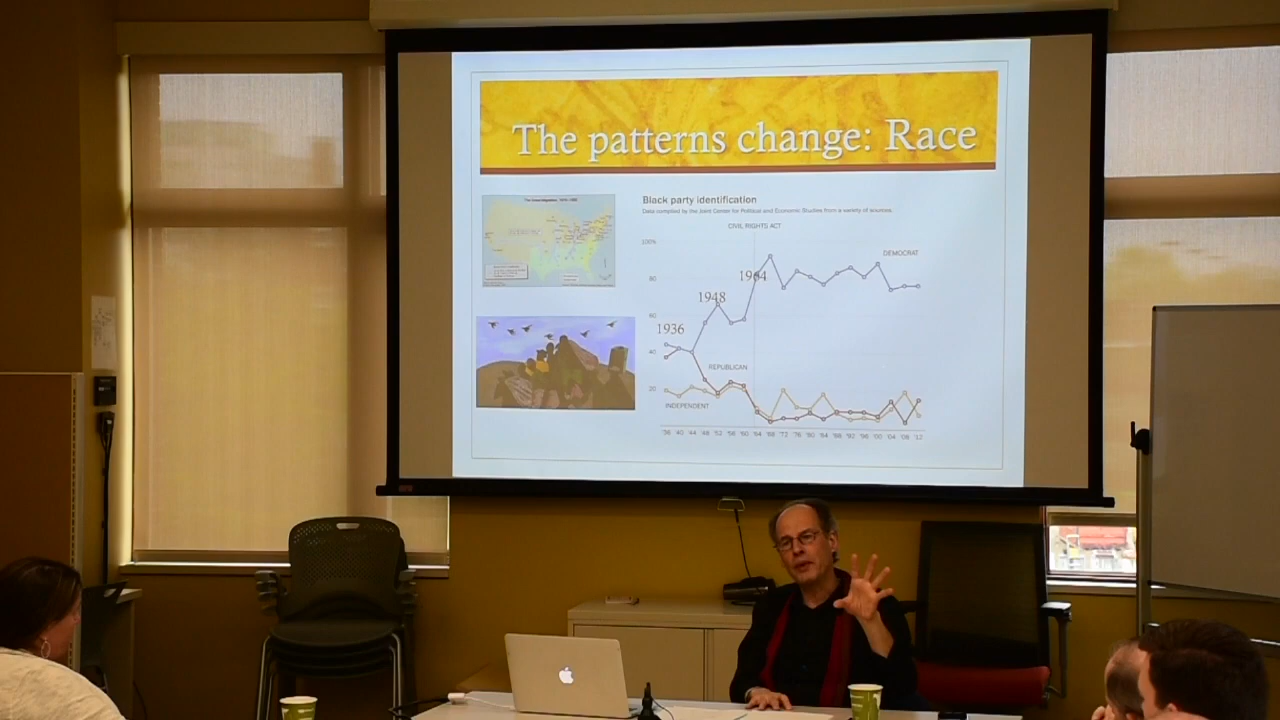 The patterns change: Race
Black party identification
Data compiled by the Joint Center for Political and Economic Studies from a variety of sources.
CIVIL RIGHTS ACT
100%
DEMOCRAT
80
1964
1948
60
1936
40
REPUBLICAN
20
INDEPENDENT
'36 '40 '44 '48 '52 '56 '60 '64 '68 '72 '76 '80 '84 '88 '92 '96 '00 '04 '08 '12